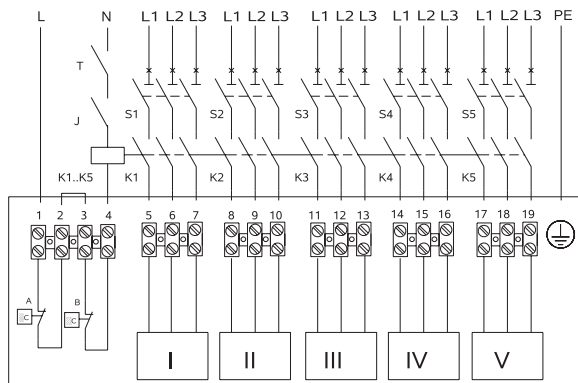 L N L1 L2 L3 L1 L2 L3 L1 L2 L3 L1 L2 L3 L1 L2 L3 PE
T
J S1 S2 S3 S4 S5
K1..K5 K1 K2 K3 K4 K5
1 2 3 4 5 6 7 8 9 10 11 12 13 14 15 16 17 18 19
A B
C C
I II III IV V